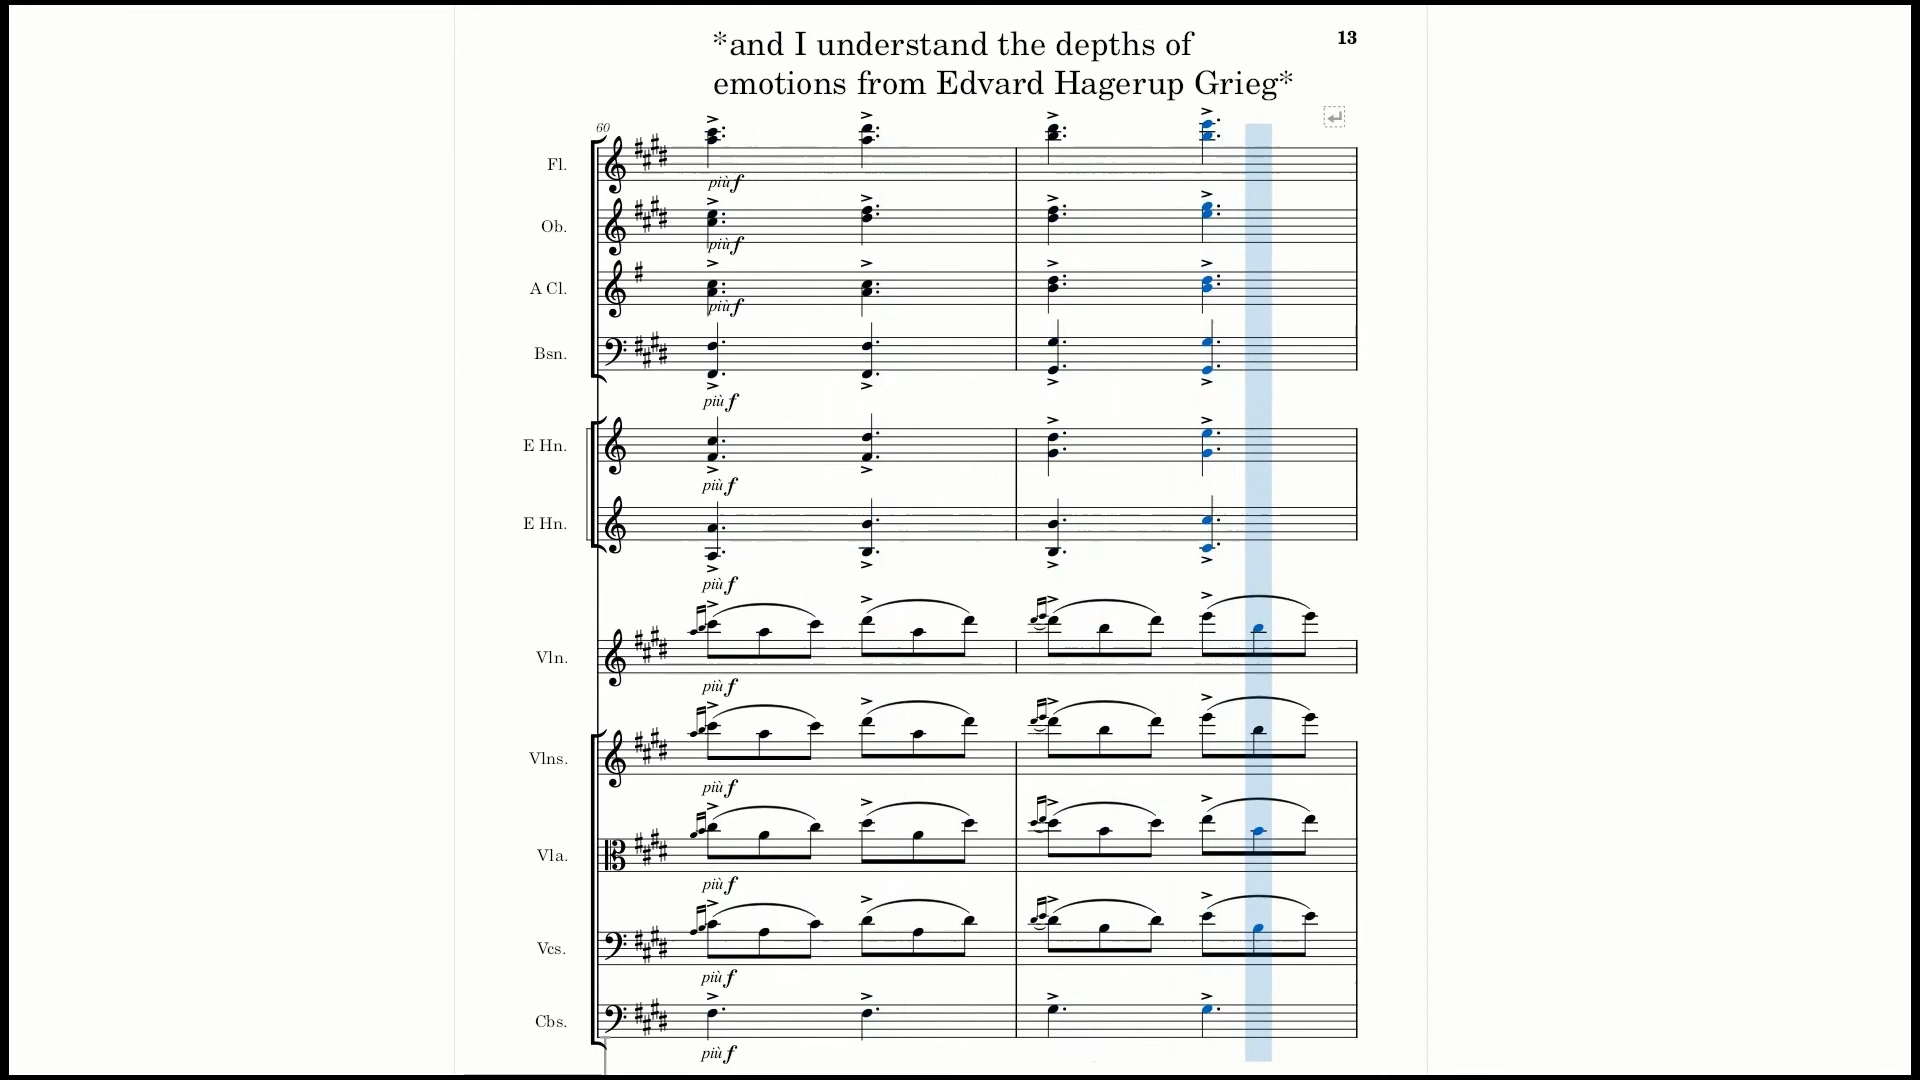 *and I understand the depths of
13
emotions from Edvard Hagerup Grieg*
60
Fl.
più f
Ob.
più f
A Cl.
più f
Bsn.
più f
E Hn.
più f
E Hn.
più f
Vln.
più f
Vlns.
più f
Vla.
più f
Vcs.
più f
Cbs.
più f